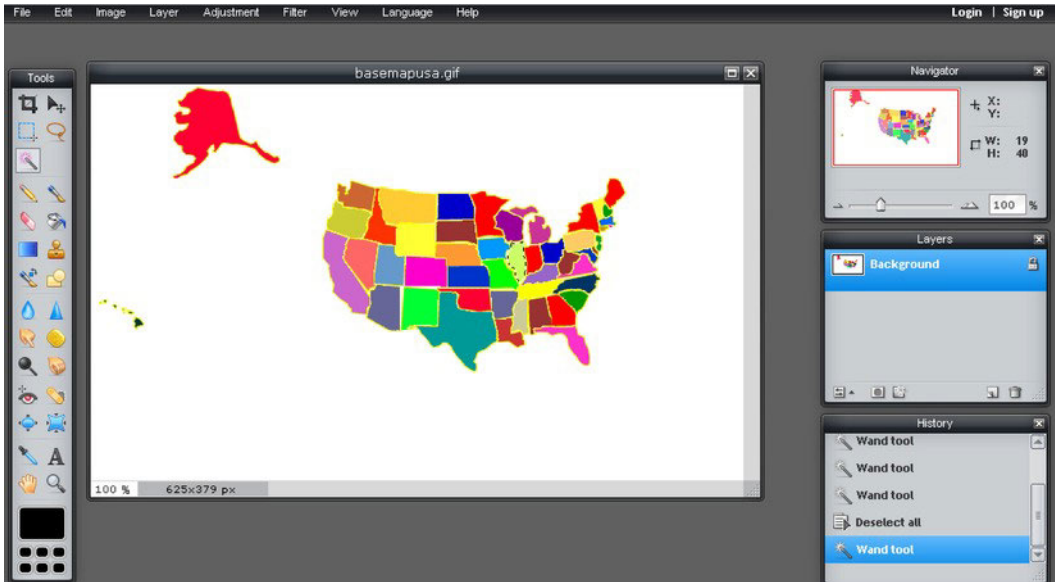 File Edit Image Layer Adjustment Filter View Language Help Login | Sign up
Tools
basemapusa.gif
100 % 625x379 px
Navigator
X:
Y:
W: 19
H: 40
100 %
Layers
Background
History
Wand tool
Wand tool
Wand tool
Deselect all
Wand tool